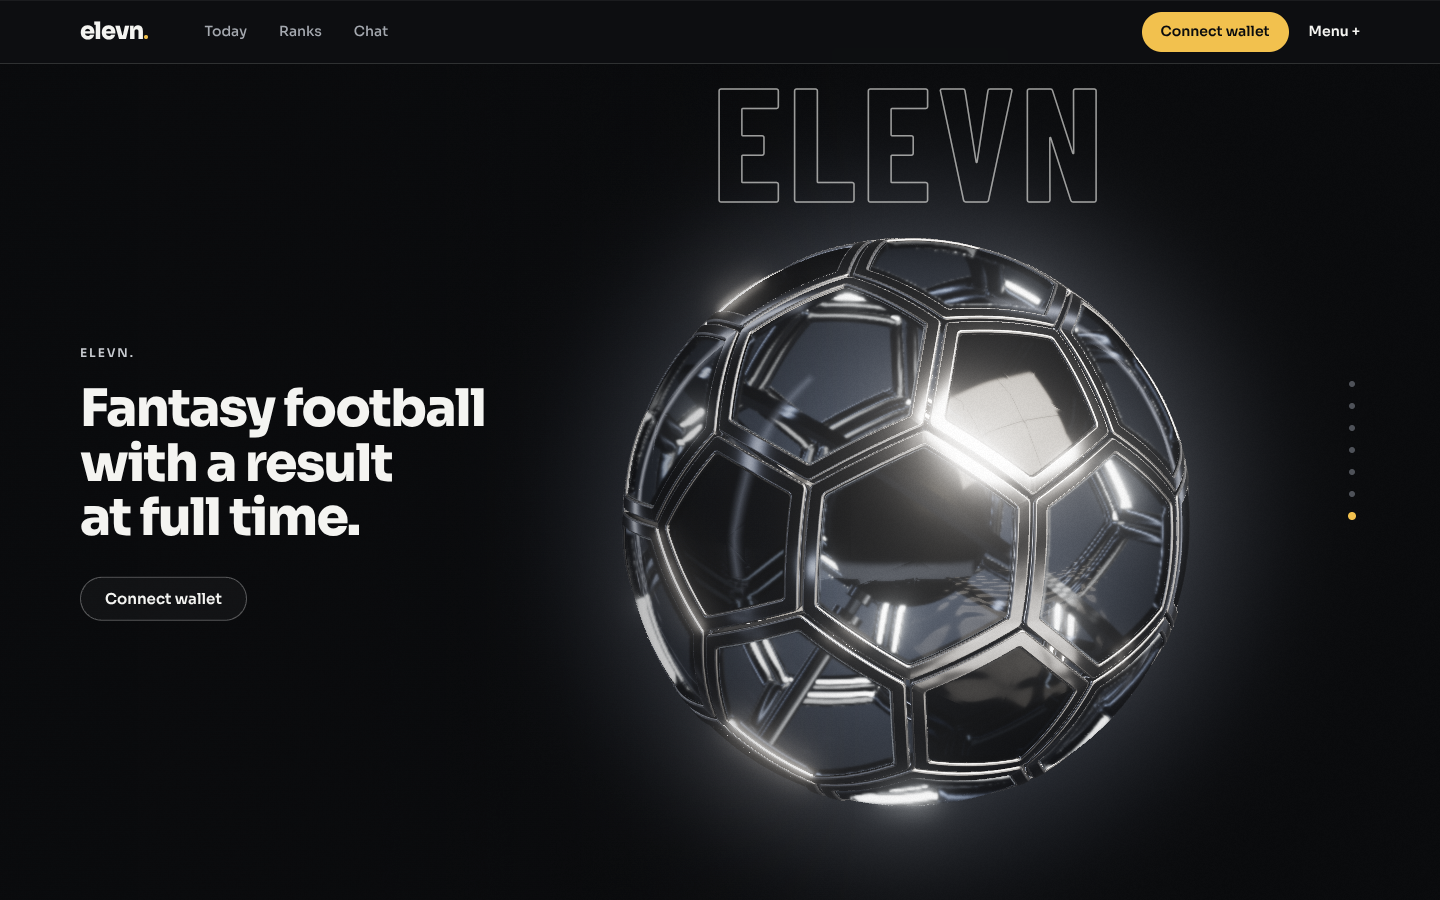 elevn.
Today
Ranks
Chat
Connect wallet
Menu +
ELEVN
ELEVN.
Fantasy football
with a result
at full time.
Connect wallet